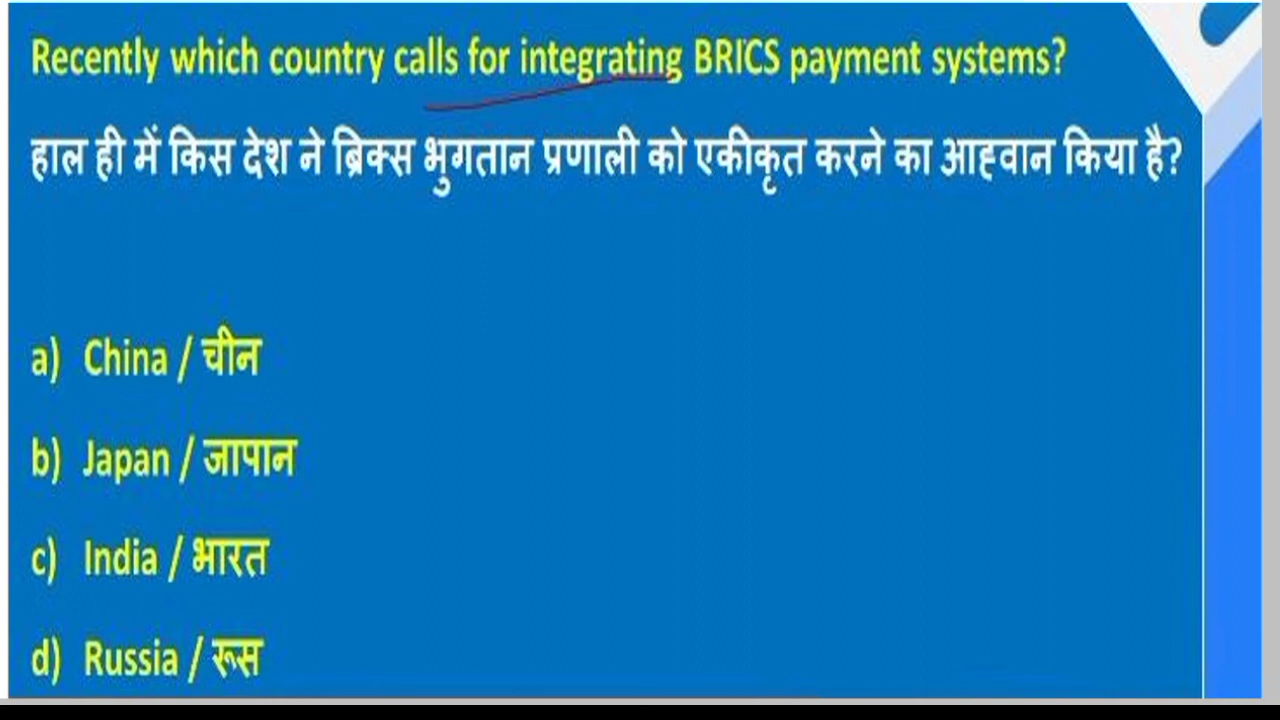 Recently which country calls for integrating BRICS payment systems?
हाल ही में किस देश ने ब्रिक्स भुगतान प्रणाली को एकीकृत करने का आह्वान किया है?
a) China / चीन
b) Japan / जापान
c) India / भारत
d) Russia / रूस